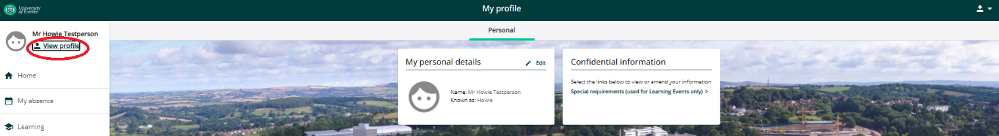 University
of Exeter
My profile
Mr Howie Testperson
View profile
Home
My absence
Learning
Personal
My personal details
Edit
Name: Mr Howie Testperson
Known as: Howie
Confidential information
Select the links below to view or amend your information
Special requirements (used for Learning Events only) >